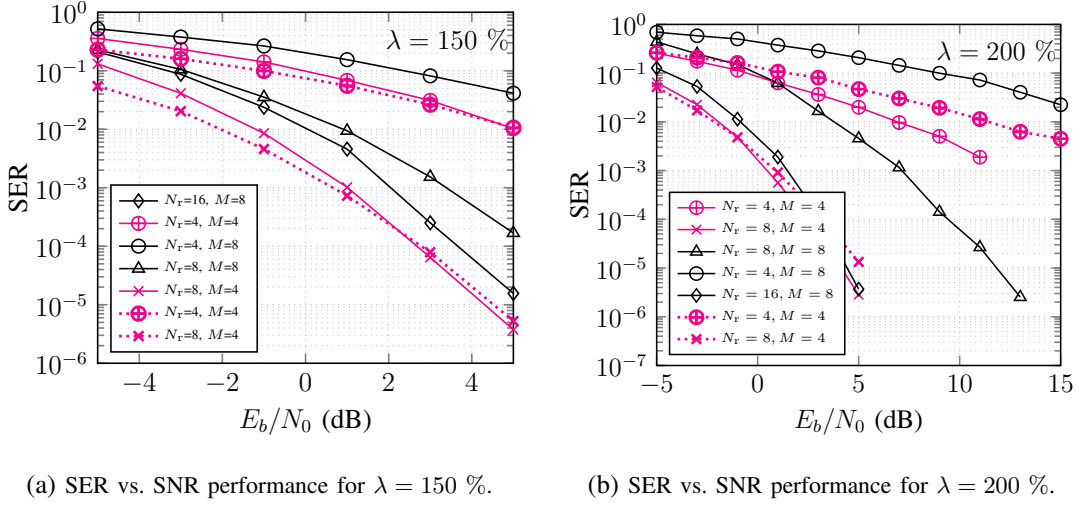 λ = 150 %
SER
10^0
10^−1
10^−2
10^−3
10^−4
10^−5
10^−6
N_r=16, M=8
N_r=4, M=4
N_r=4, M=8
N_r=8, M=8
N_r=8, M=4
N_r=4, M=4
N_r=8, M=4
−4 −2 0 2 4
E_b/N_0 (dB)
(a) SER vs. SNR performance for λ = 150 %.
λ = 200 %
SER
10^0
10^−1
10^−2
10^−3
10^−4
10^−5
10^−6
10^−7
N_r = 4, M = 4
N_r = 8, M = 4
N_r = 8, M = 8
N_r = 4, M = 8
N_r = 16, M = 8
N_r = 4, M = 4
N_r = 8, M = 4
−5 0 5 10 15
E_b/N_0 (dB)
(b) SER vs. SNR performance for λ = 200 %.